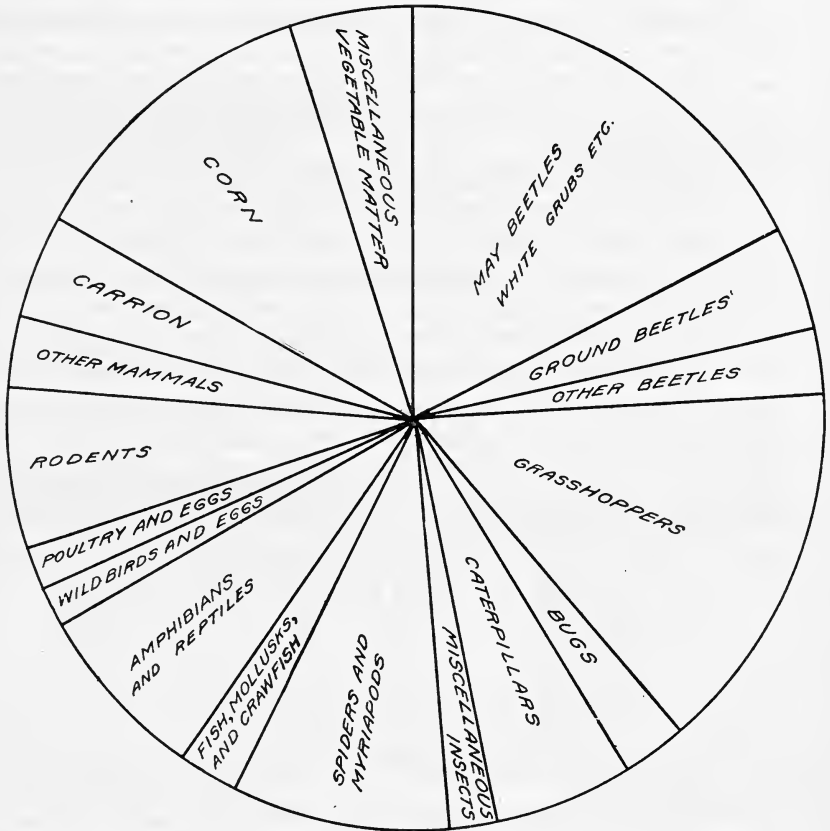 MISCELLANEOUS
VEGETABLE MATTER
MAY BEETLES
WHITE GRUBS ETC.
GROUND BEETLES'
OTHER BEETLES
GRASSHOPPERS
BUGS
CATERPILLARS
MISCELLANEOUS
INSECTS
SPIDERS AND
MYRIAPODS
FISH, MOLLUSKS,
AND CRAWFISH
AMPHIBIANS
AND REPTILES
WILD BIRDS AND EGGS
POULTRY AND EGGS
RODENTS
OTHER MAMMALS
CARRION
CORN